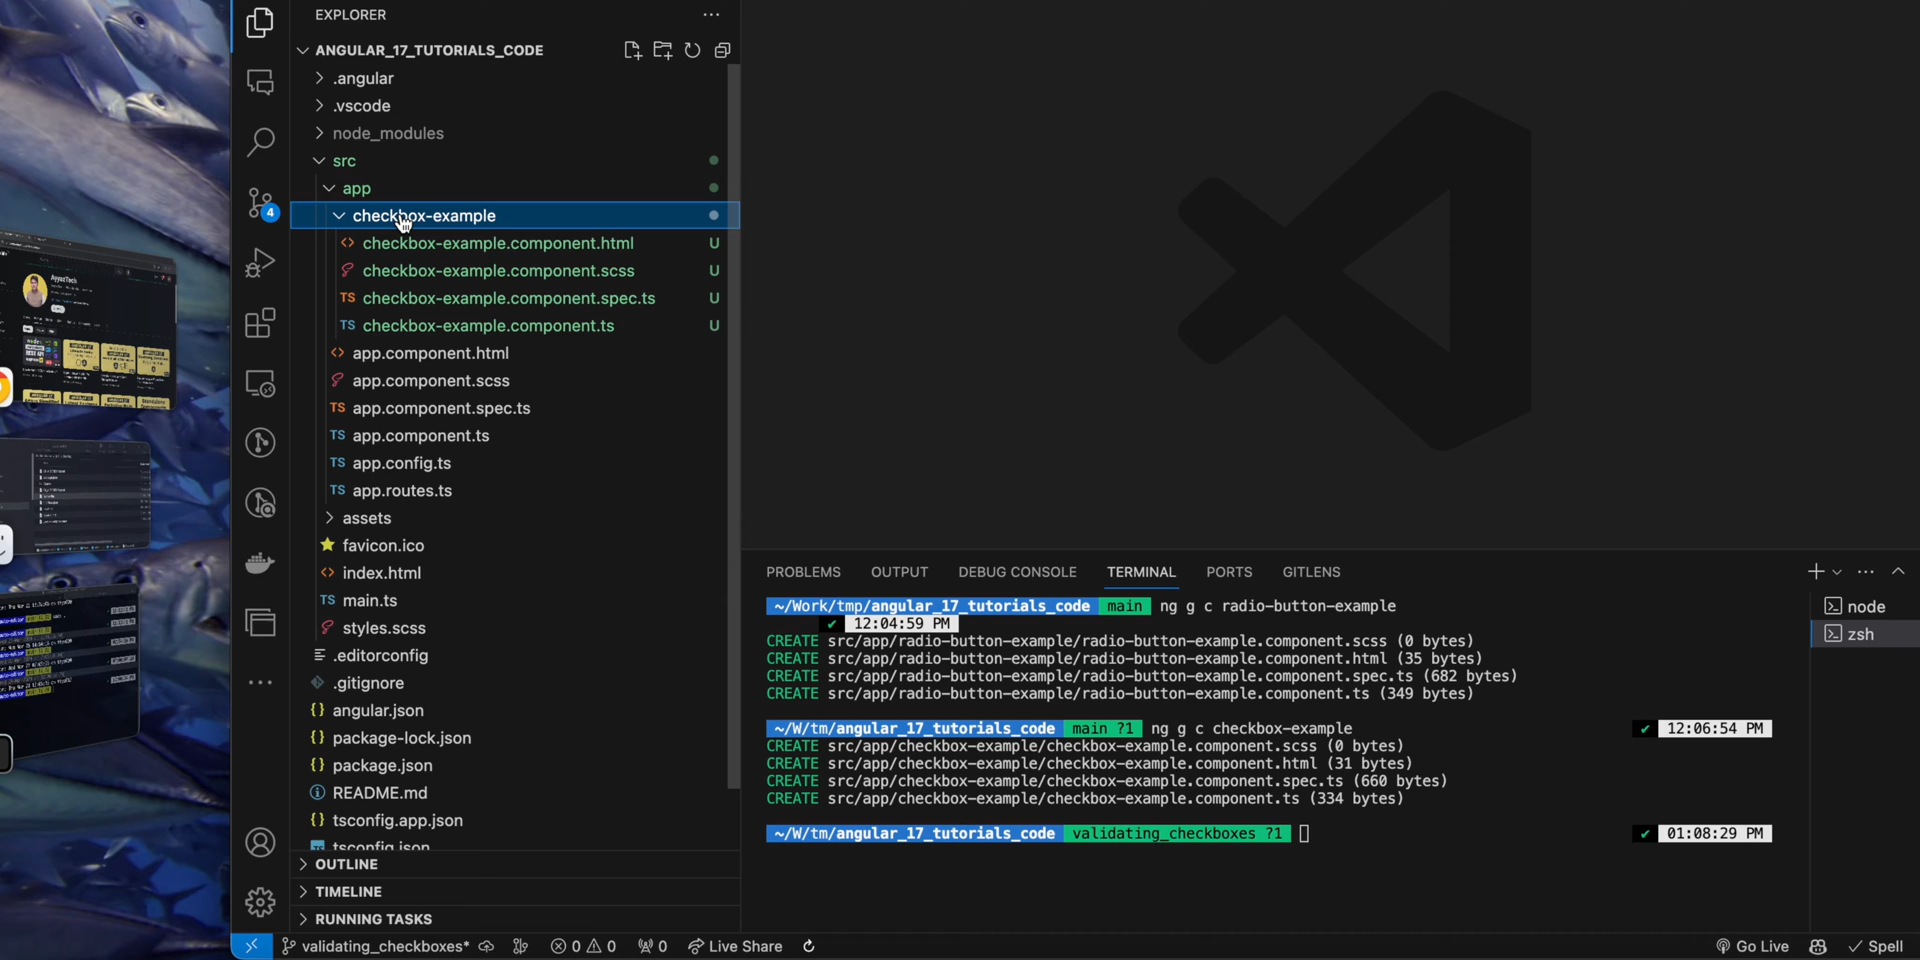 EXPLORER
ANGULAR_17_TUTORIALS_CODE
.angular
.vscode
node_modules
src
app
checkbox-example
checkbox-example.component.html U
checkbox-example.component.scss U
checkbox-example.component.spec.ts U
checkbox-example.component.ts U
app.component.html
app.component.scss
app.component.spec.ts
app.component.ts
app.config.ts
app.routes.ts
assets
favicon.ico
index.html
main.ts
styles.scss
.editorconfig
.gitignore
angular.json
package-lock.json
package.json
README.md
tsconfig.app.json
tsconfig.json
OUTLINE
TIMELINE
RUNNING TASKS
4
TS
TS
TS
TS
TS
TS
TS
PROBLEMS OUTPUT DEBUG CONSOLE TERMINAL PORTS GITLENS
~/Work/tmp/angular_17_tutorials_code main ng g c radio-button-example
✔ 12:04:59 PM
CREATE src/app/radio-button-example/radio-button-example.component.scss (0 bytes)
CREATE src/app/radio-button-example/radio-button-example.component.html (35 bytes)
CREATE src/app/radio-button-example/radio-button-example.component.spec.ts (682 bytes)
CREATE src/app/radio-button-example/radio-button-example.component.ts (349 bytes)
~/W/tm/angular_17_tutorials_code main ?1 ng g c checkbox-example ✔ 12:06:54 PM
CREATE src/app/checkbox-example/checkbox-example.component.scss (0 bytes)
CREATE src/app/checkbox-example/checkbox-example.component.html (31 bytes)
CREATE src/app/checkbox-example/checkbox-example.component.spec.ts (660 bytes)
CREATE src/app/checkbox-example/checkbox-example.component.ts (334 bytes)
~/W/tm/angular_17_tutorials_code validating_checkboxes ?1 ✔ 01:08:29 PM
node
zsh
validating_checkboxes* 0 0 0 Live Share Go Live Spell